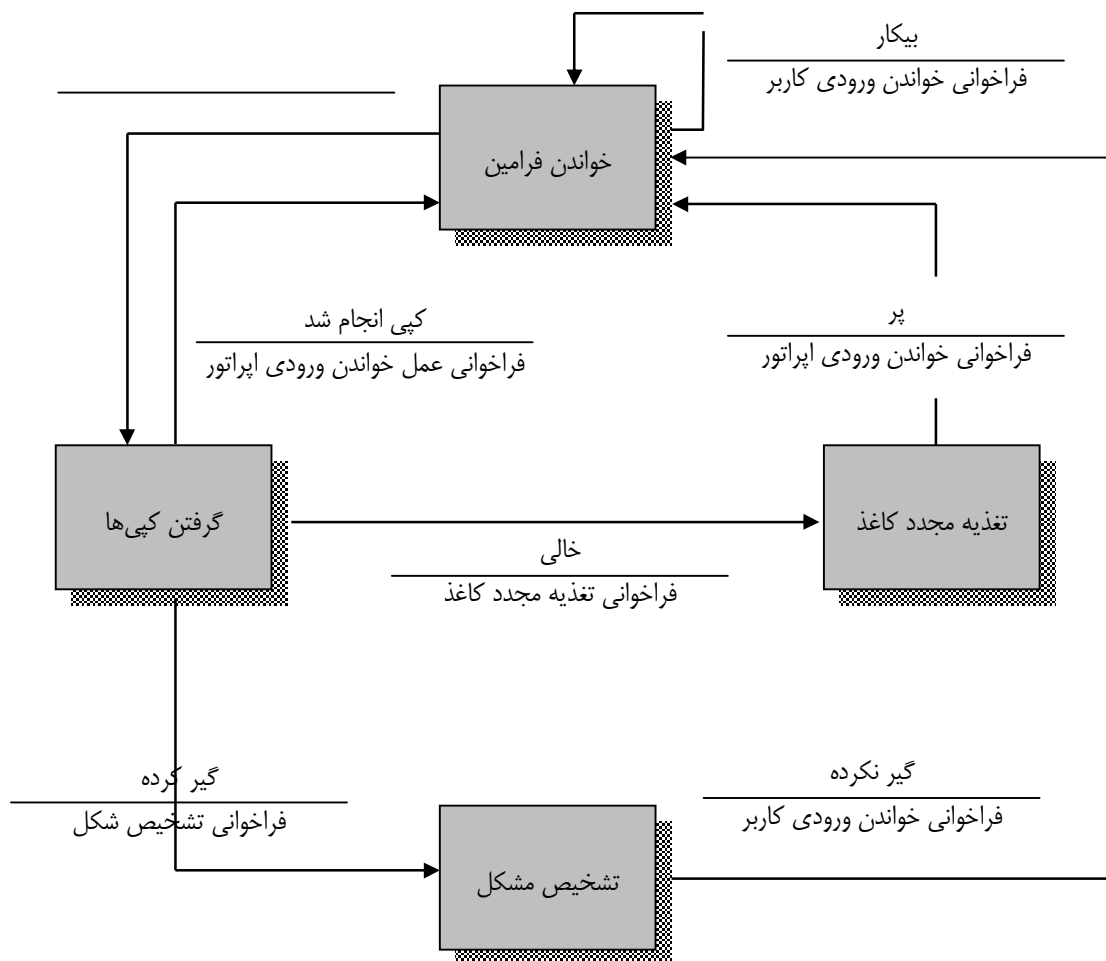 بیکار
فراخوانی خواندن ورودی کاربر
خواندن فرامین
کپی انجام شد
فراخوانی عمل خواندن ورودی اپراتور
پر
فراخوانی خواندن ورودی اپراتور
گرفتن کپی‌ها
تغذیه مجدد کاغذ
خالی
فراخوانی تغذیه مجدد کاغذ
گیر کرده
فراخوانی تشخیص شکل
گیر نکرده
فراخوانی خواندن ورودی کاربر
تشخیص مشکل